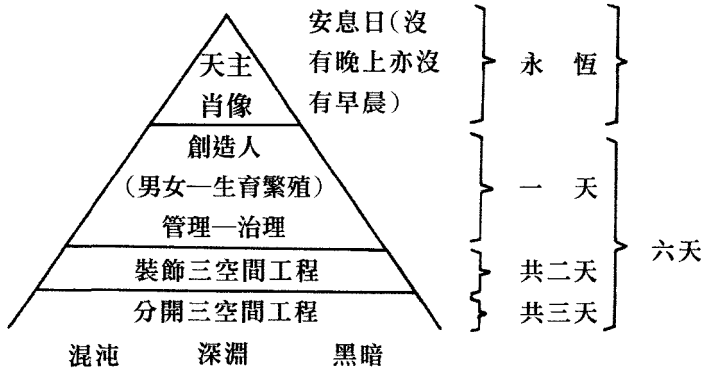 天主
肖像
安息日(沒
有晚上亦沒
有早晨)
永恆
創造人
(男女—生育繁殖)
管理—治理
一天
裝飾三空間工程
共二天
分開三空間工程
共三天
六天
混沌 深淵 黑暗